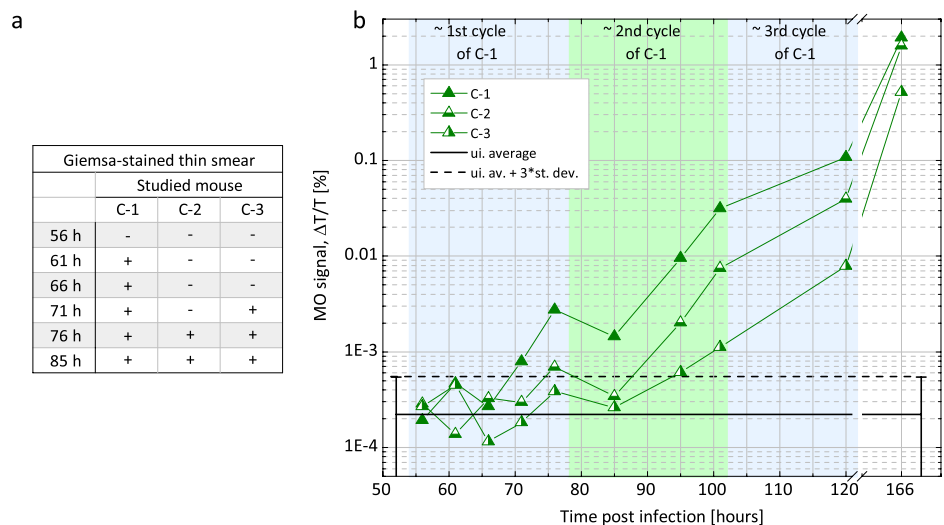 a
Giemsa-stained thin smear
Studied mouse
C-1 C-2 C-3
56 h - - -
61 h + - -
66 h + - -
71 h + - +
76 h + + +
85 h + + +
b
~ 1st cycle
of C-1
~ 2nd cycle
of C-1
~ 3rd cycle
of C-1
C-1
C-2
C-3
ui. average
ui. av. + 3*st. dev.
MO signal, ΔT/T [%]
1
0.1
0.01
1E-3
1E-4
50 60 70 80 90 100 110 120 166
Time post infection [hours]